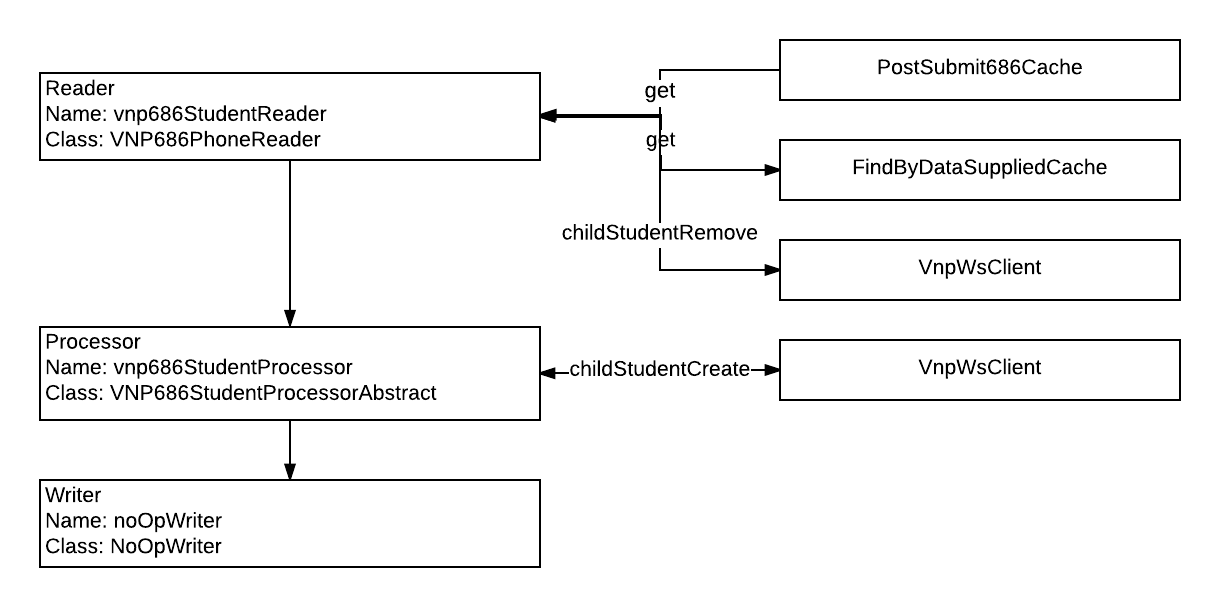 PostSubmit686Cache
Reader
Name: vnp686StudentReader
Class: VNP686PhoneReader
get
get
FindByDataSuppliedCache
childStudentRemove
VnpWsClient
Processor
Name: vnp686StudentProcessor
Class: VNP686StudentProcessorAbstract
childStudentCreate
VnpWsClient
Writer
Name: noOpWriter
Class: NoOpWriter